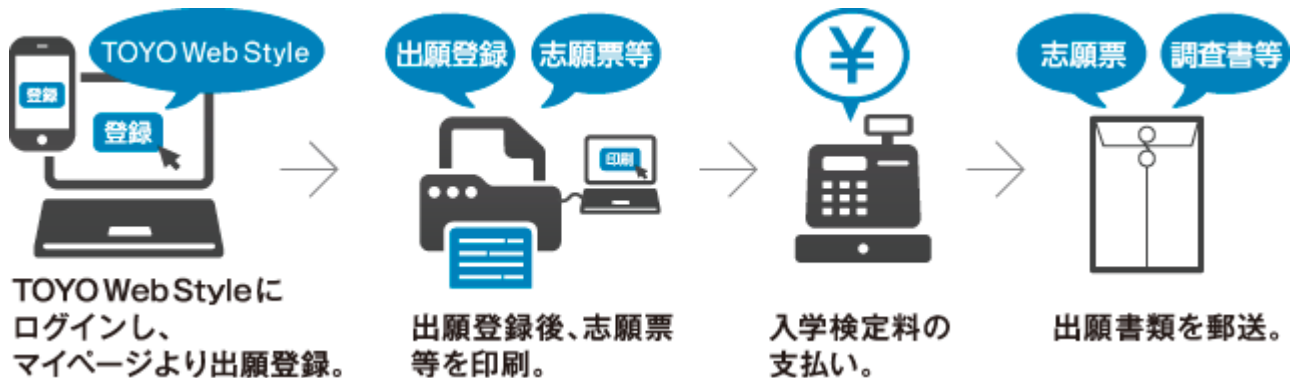 TOYO Web Style
登録
登録
TOYO Web Styleに
ログインし、
マイページより出願登録。
出願登録
志願票等
印刷
出願登録後、志願票
等を印刷。
¥
入学検定料の
支払い。
志願票
調査書等
出願書類を郵送。